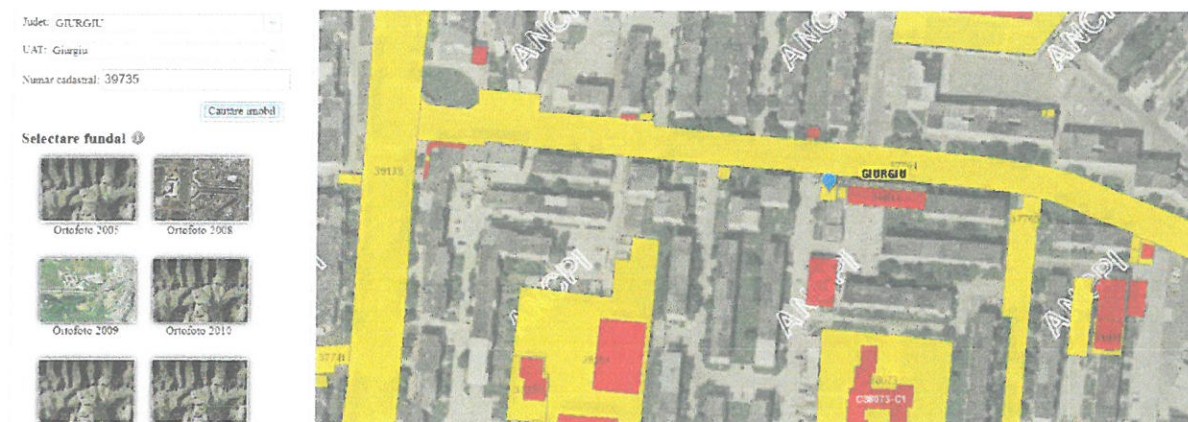 Judet: GIURGIU
UAT: Giurgiu
Numar cadastral: 39735
Cautare imobil
Selectare fundal
Ortofoto 2005
Ortofoto 2008
Ortofoto 2009
Ortofoto 2010
ANCPI
ANCPI
ANCPI
GIURGIU
ANCPI
ANCPI
ANCPI
C38073-C1